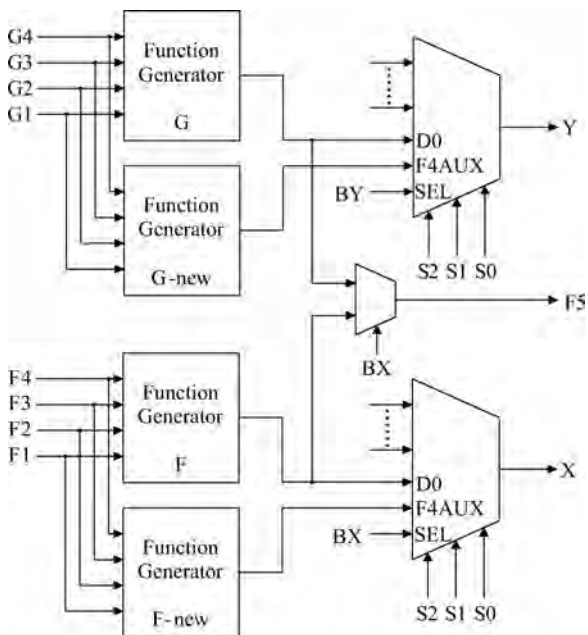 G4
G3
G2
G1
Function
Generator
G
Function
Generator
G-new
D0
F4AUX
BY
SEL
Y
S2 S1 S0
F5
BX
F4
F3
F2
F1
Function
Generator
F
Function
Generator
F-new
D0
F4AUX
BX
SEL
X
S2 S1 S0